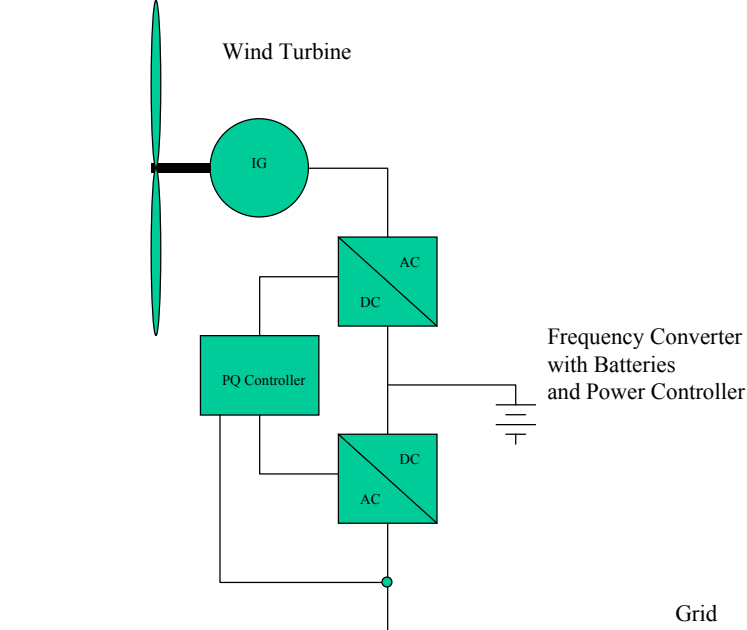 Wind Turbine
IG
AC
DC
Frequency Converter
with Batteries
and Power Controller
PQ Controller
DC
AC
Grid